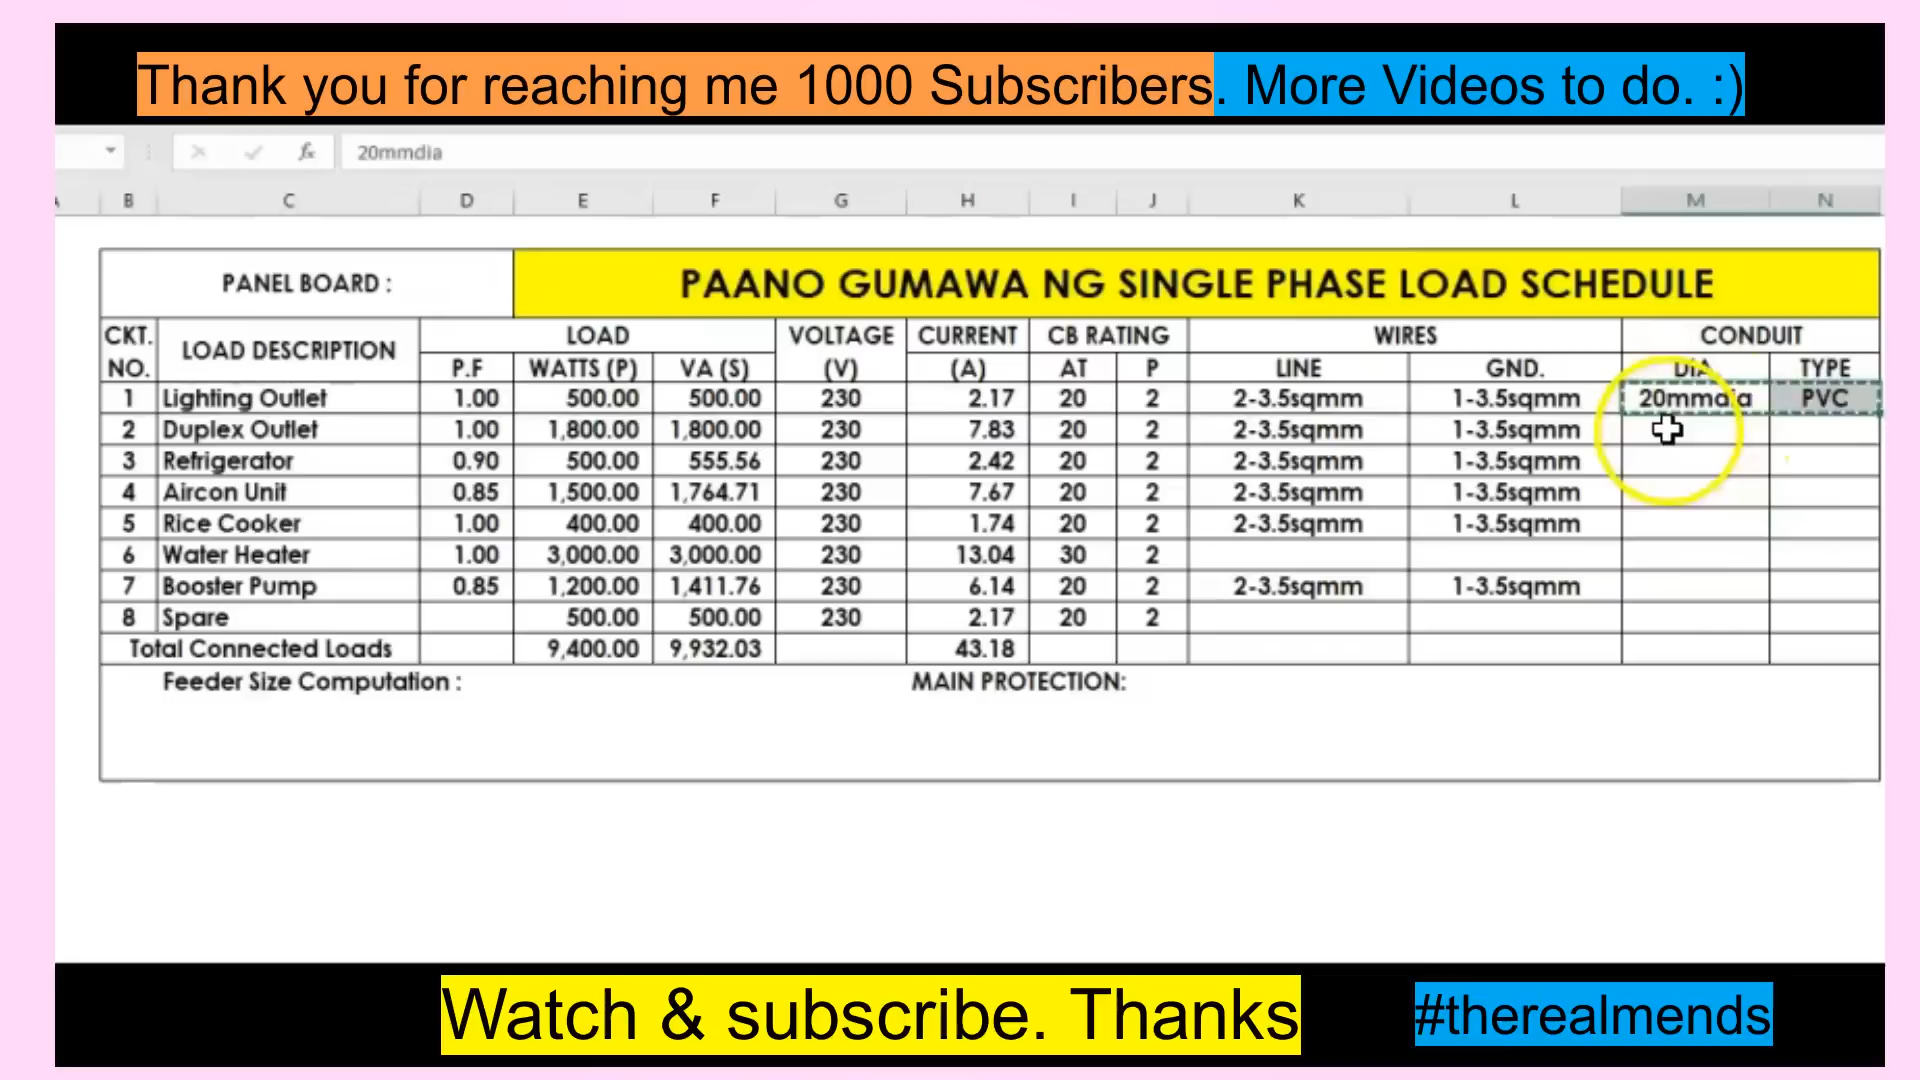 Thank you for reaching me 1000 Subscribers. More Videos to do. :)
fx 20mmdia
B C D E F G H I J K L M N
PANEL BOARD : PAANO GUMAWA NG SINGLE PHASE LOAD SCHEDULE
CKT. NO. LOAD DESCRIPTION LOAD VOLTAGE (V) CURRENT (A) CB RATING WIRES CONDUIT
P.F WATTS (P) VA (S) AT P LINE GND. DIA TYPE
1 Lighting Outlet 1.00 500.00 500.00 230 2.17 20 2 2-3.5sqmm 1-3.5sqmm 20mmdia PVC
2 Duplex Outlet 1.00 1,800.00 1,800.00 230 7.83 20 2 2-3.5sqmm 1-3.5sqmm
3 Refrigerator 0.90 500.00 555.56 230 2.42 20 2 2-3.5sqmm 1-3.5sqmm
4 Aircon Unit 0.85 1,500.00 1,764.71 230 7.67 20 2 2-3.5sqmm 1-3.5sqmm
5 Rice Cooker 1.00 400.00 400.00 230 1.74 20 2 2-3.5sqmm 1-3.5sqmm
6 Water Heater 1.00 3,000.00 3,000.00 230 13.04 30 2
7 Booster Pump 0.85 1,200.00 1,411.76 230 6.14 20 2 2-3.5sqmm 1-3.5sqmm
8 Spare 500.00 500.00 230 2.17 20 2
Total Connected Loads 9,400.00 9,932.03 43.18
Feeder Size Computation : MAIN PROTECTION:
Watch & subscribe. Thanks #therealmends